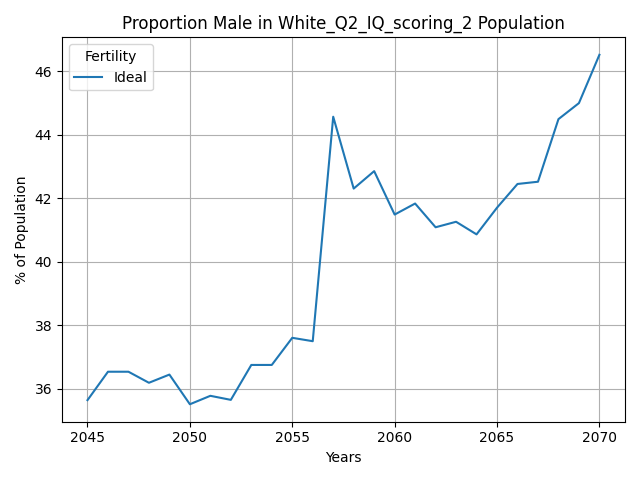 Proportion Male in White_Q2_IQ_scoring_2 Population
Fertility
Ideal
% of Population
46
44
42
40
38
36
2045 2050 2055 2060 2065 2070
Years